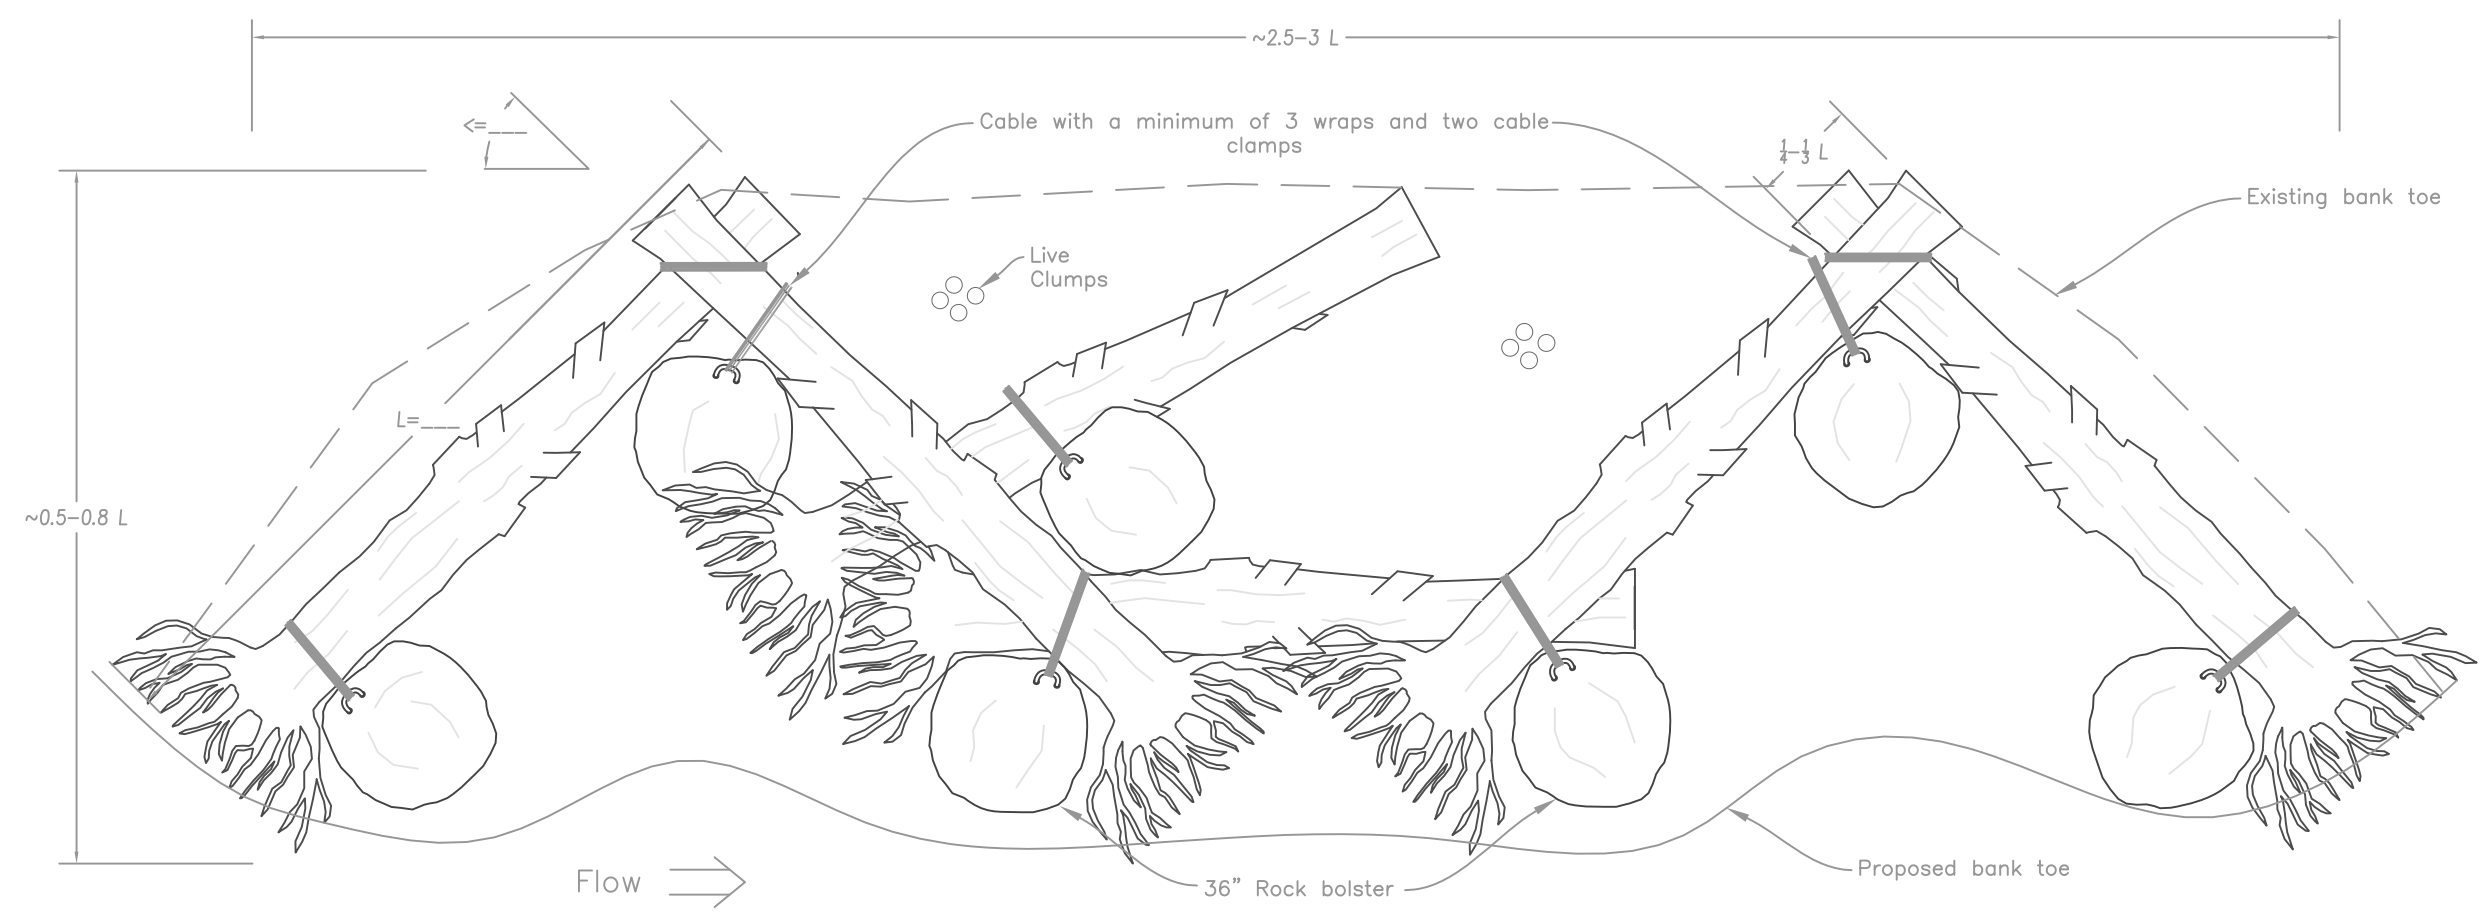 ~2.5–3 L
<=___
Cable with a minimum of 3 wraps and two cable
clamps
1/4–1/3 L
Existing bank toe
Live
Clumps
L=___
~0.5–0.8 L
Proposed bank toe
Flow
36” Rock bolster